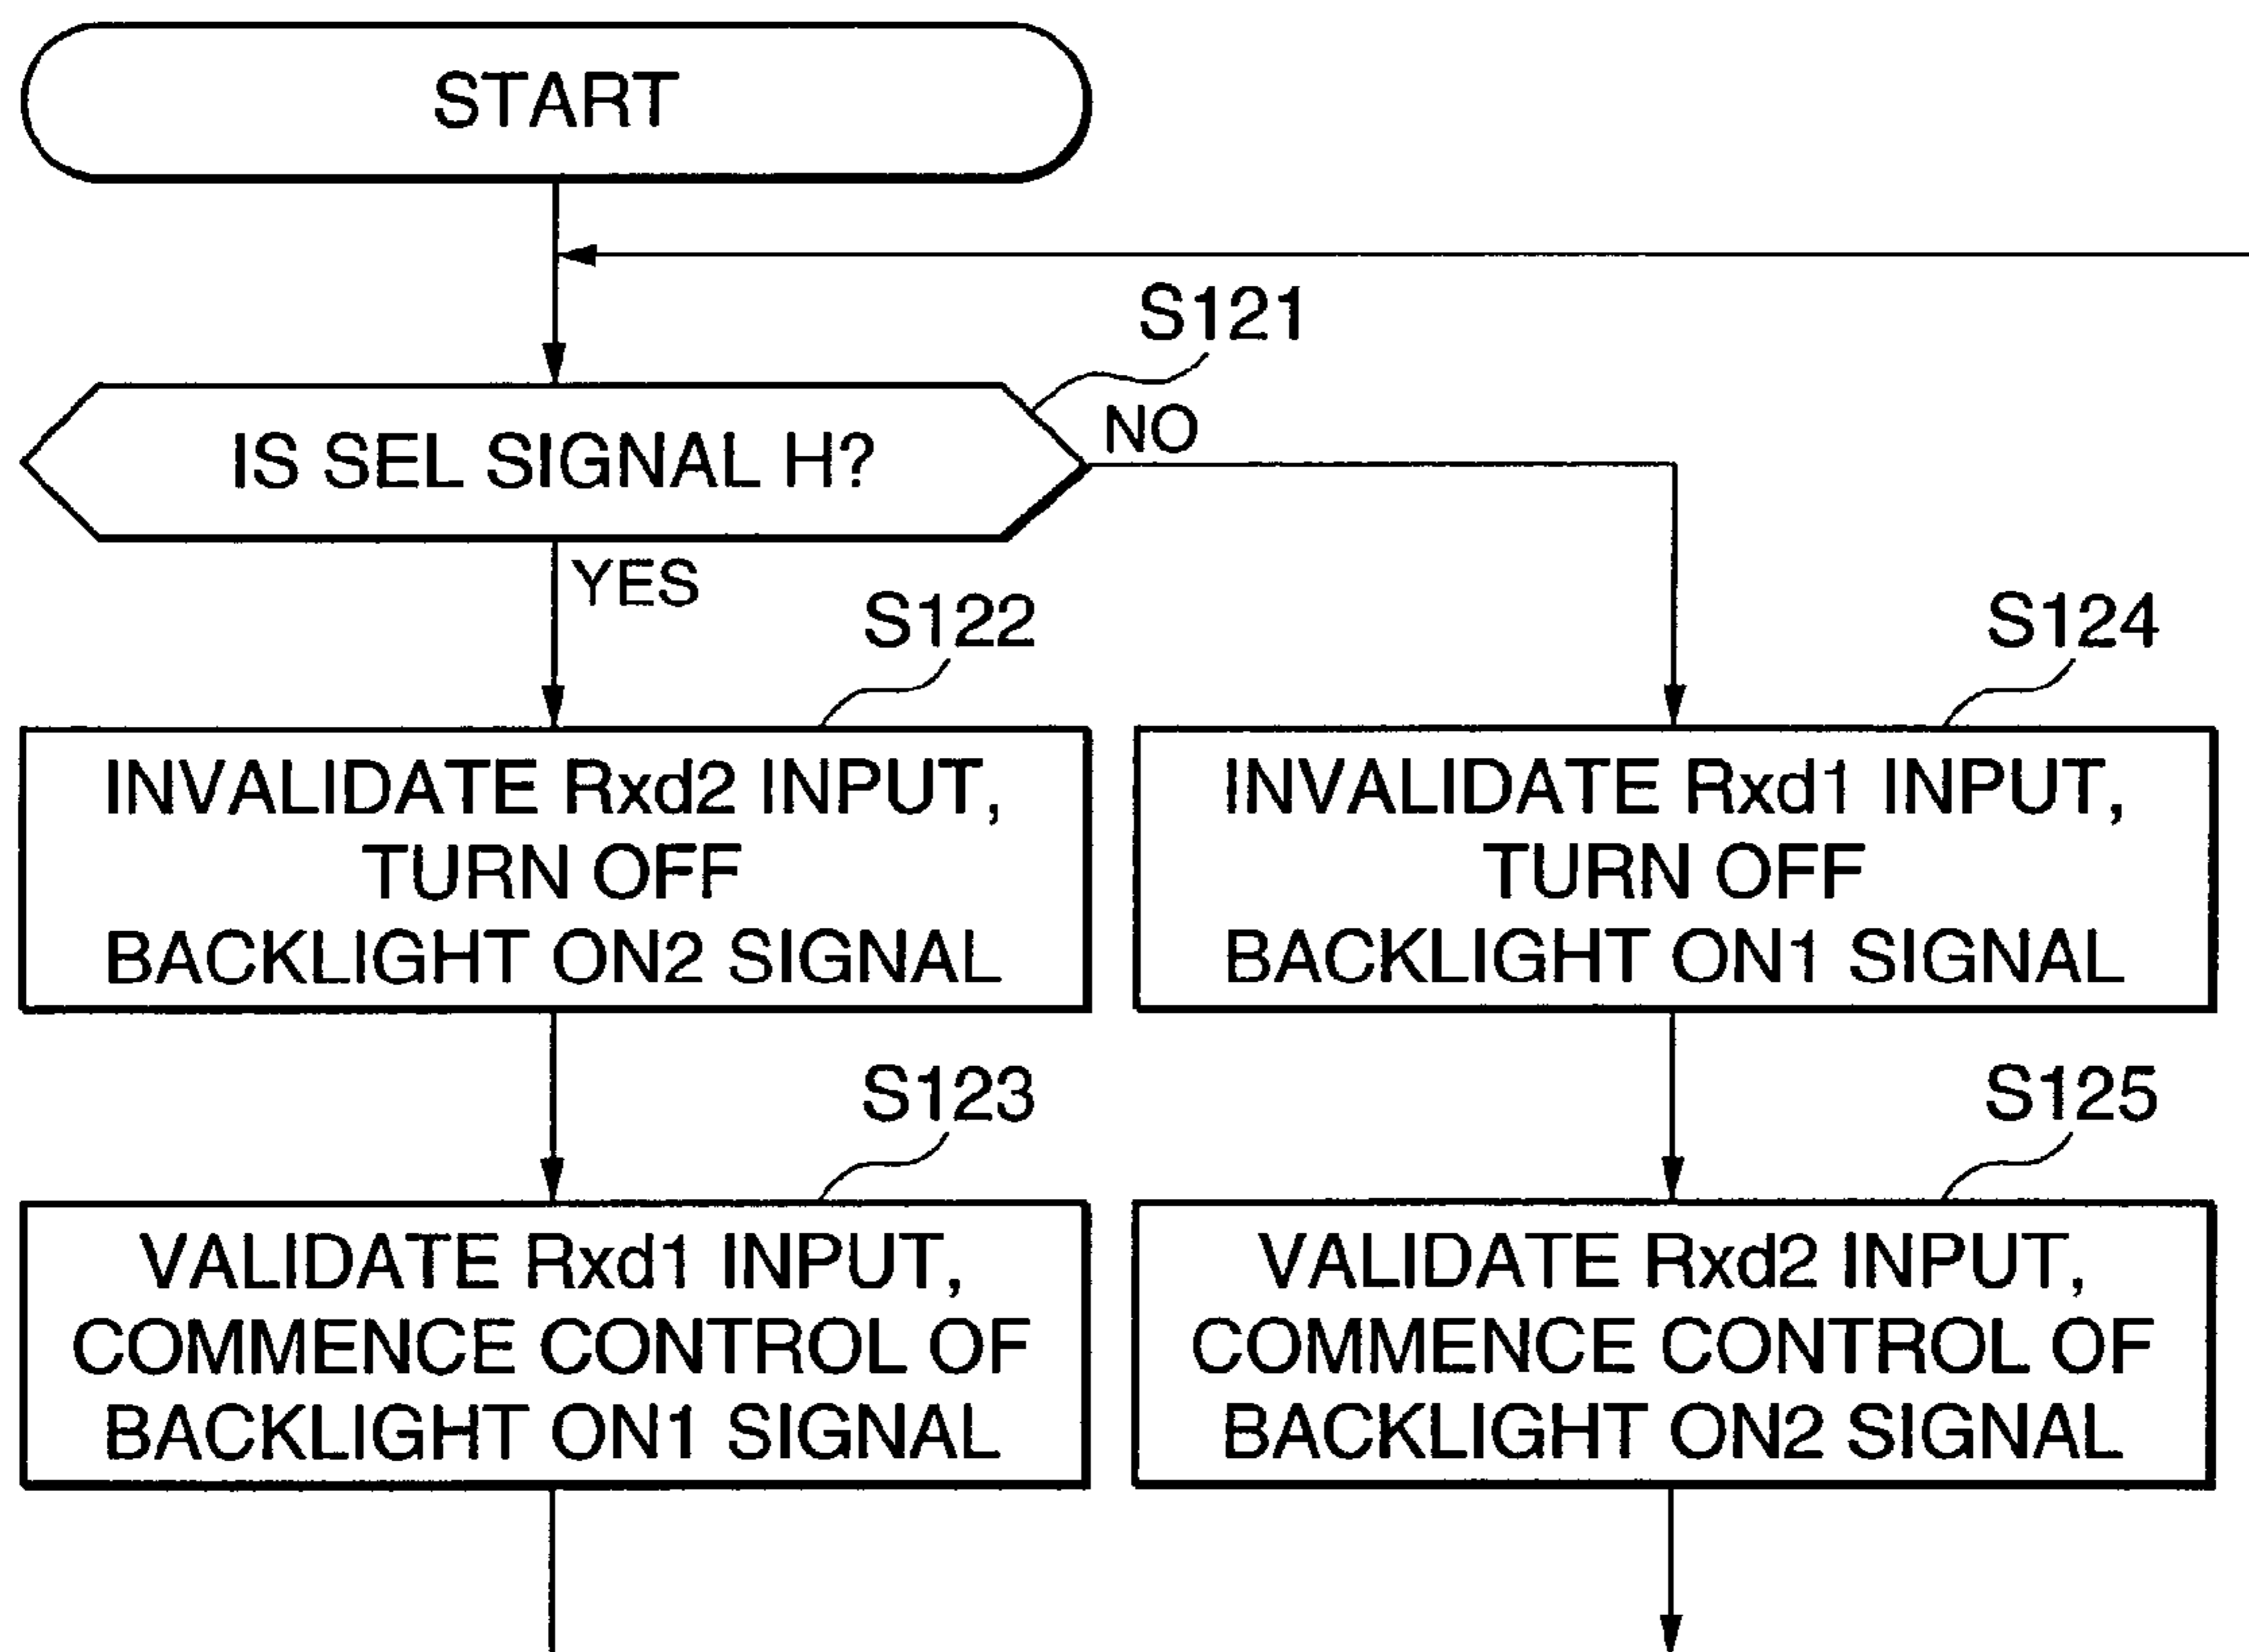 START
S121
IS SEL SIGNAL H?
NO
YES
S122
INVALIDATE Rxd2 INPUT,
TURN OFF
BACKLIGHT ON2 SIGNAL
S124
INVALIDATE Rxd1 INPUT,
TURN OFF
BACKLIGHT ON1 SIGNAL
S123
VALIDATE Rxd1 INPUT,
COMMENCE CONTROL OF
BACKLIGHT ON1 SIGNAL
S125
VALIDATE Rxd2 INPUT,
COMMENCE CONTROL OF
BACKLIGHT ON2 SIGNAL